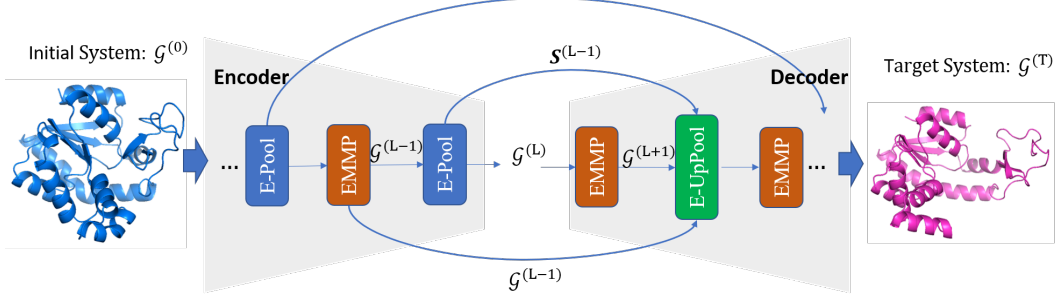 Initial System: 𝒢^(0)
Encoder
S^(L−1)
Decoder
Target System: 𝒢^(T)
...
E-Pool
EMMP
𝒢^(L−1)
E-Pool
𝒢^(L)
EMMP
𝒢^(L+1)
E-UpPool
EMMP
...
𝒢^(L−1)